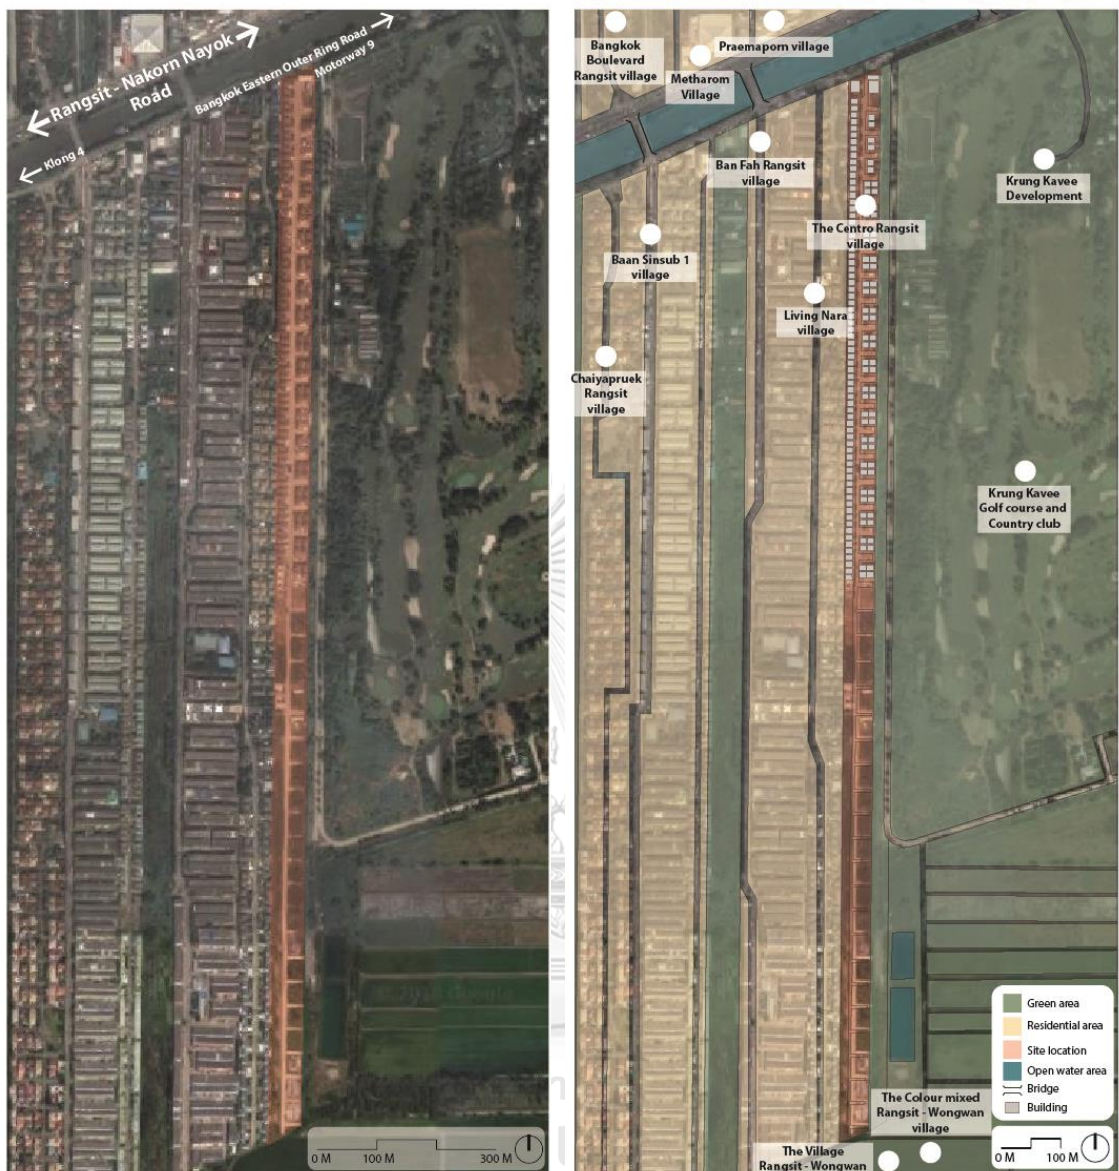 Rangsit - Nakorn Nayok
Road
Bangkok Eastern Outer Ring Road
Motorway 9
Klong 4
0 M
100 M
300 M
Bangkok
Boulevard
Rangsit village
Praemaporn village
Metharom
Village
Ban Fah Rangsit
village
Krung Kavee
Development
The Centro Rangsit
village
Baan Sinsub 1
village
Living Nara
village
Chaiyapruek
Rangsit
village
Krung Kavee
Golf course and
Country club
Green area
Residential area
Site location
Open water area
Bridge
Building
The Colour mixed
Rangsit - Wongwan
village
The Village
Rangsit - Wongwan
0 M
100 M